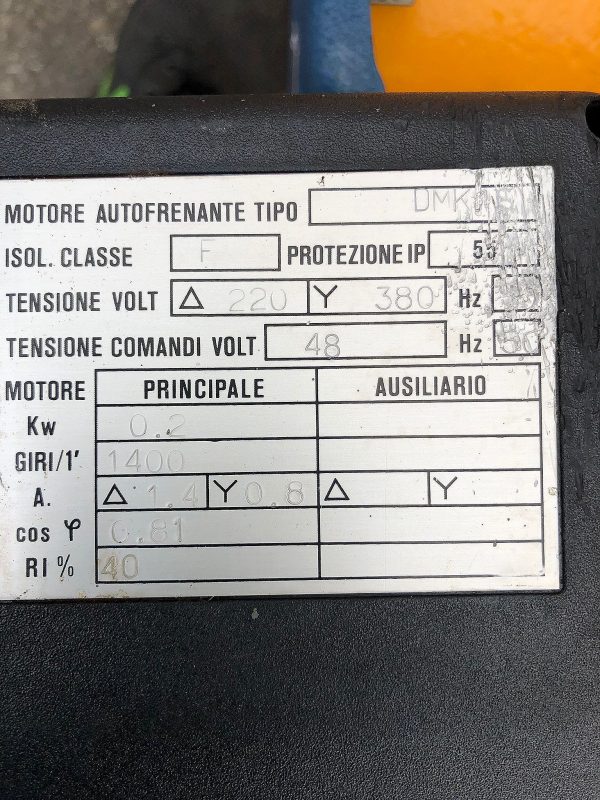 MOTORE AUTOFRENANTE TIPO
ISOL. CLASSE F PROTEZIONE IP 55
TENSIONE VOLT Δ 220 Y 380 Hz
TENSIONE COMANDI VOLT 48 Hz 50
MOTORE PRINCIPALE AUSILIARIO
Kw 0.2
GIRI/1' 1400
A. Δ 1.4 Y 0.8 Δ Y
cos φ 0.81
RI % 40